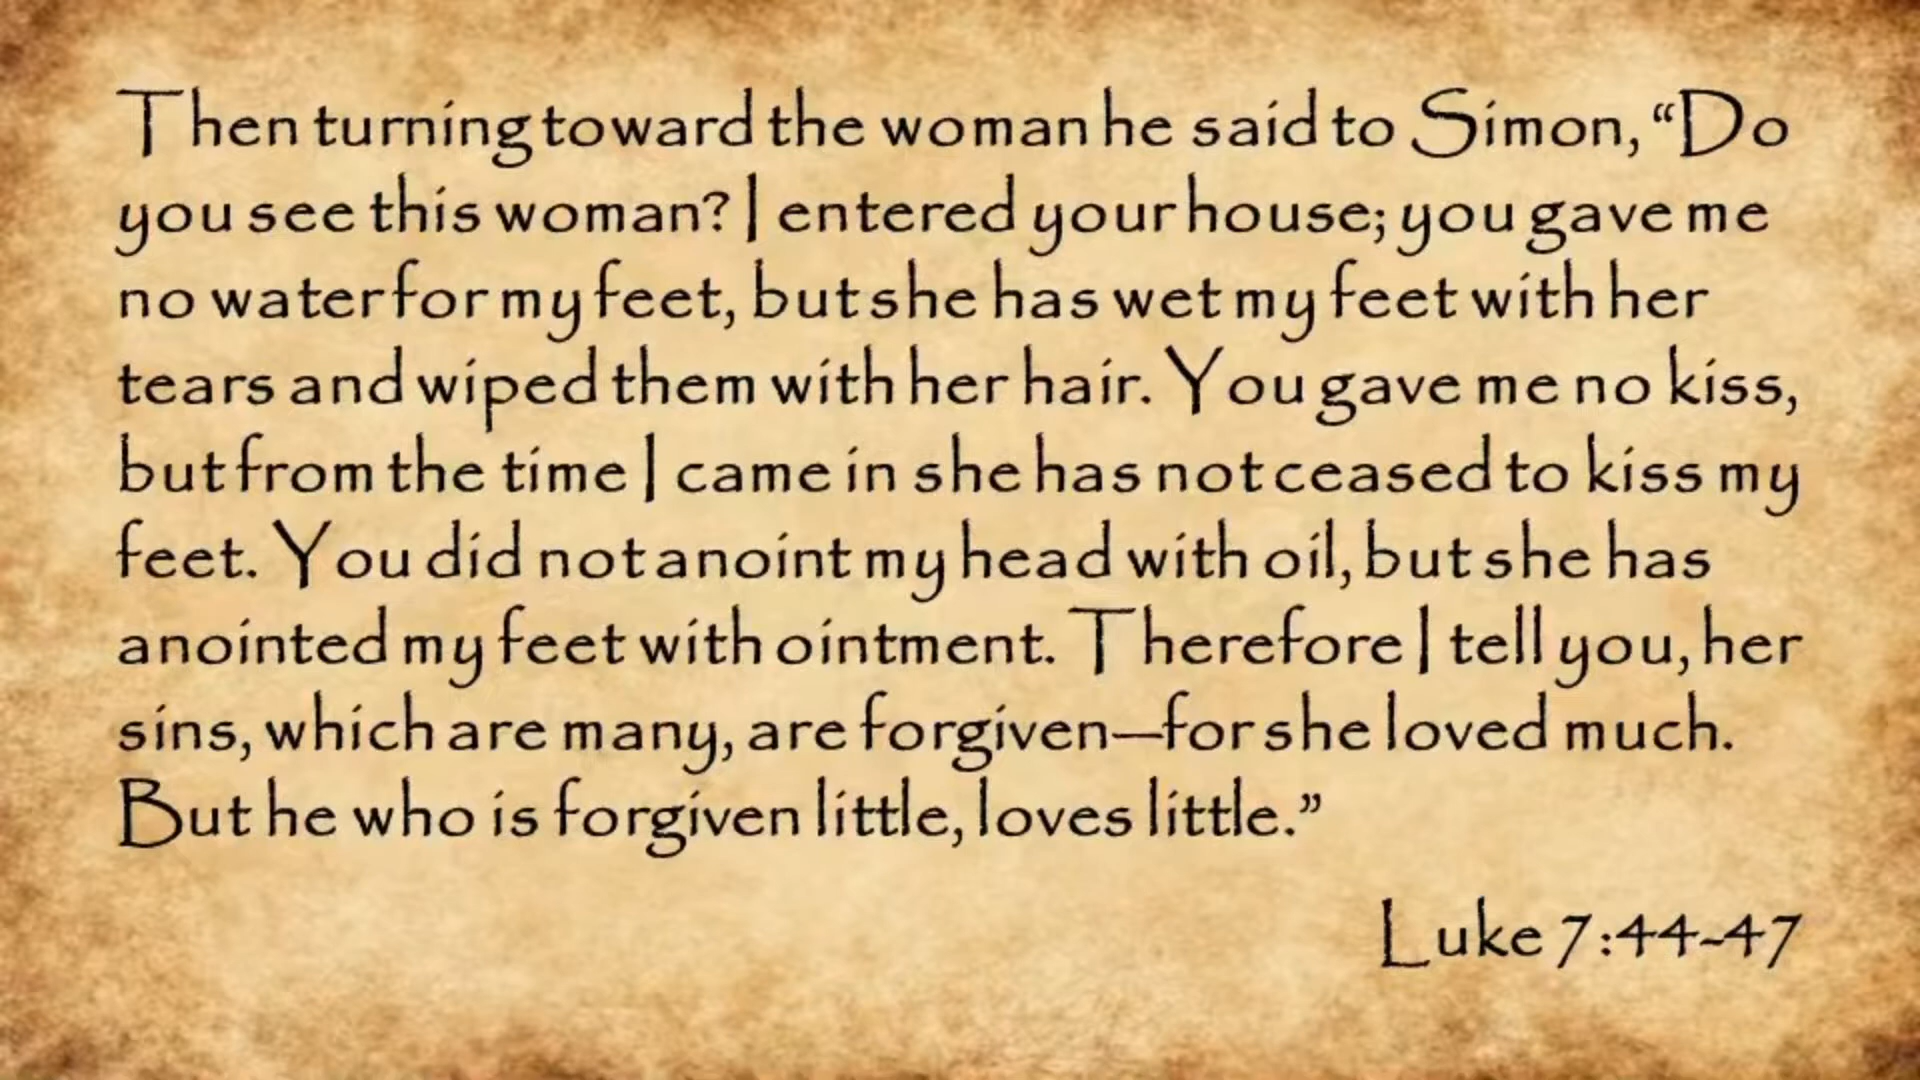 Then turning toward the woman he said to Simon, “Do
you see this woman? I entered your house; you gave me
no water for my feet, but she has wet my feet with her
tears and wiped them with her hair. You gave me no kiss,
but from the time I came in she has not ceased to kiss my
feet. You did not anoint my head with oil, but she has
anointed my feet with ointment. Therefore I tell you, her
sins, which are many, are forgiven—for she loved much.
But he who is forgiven little, loves little.”
Luke 7:44-47